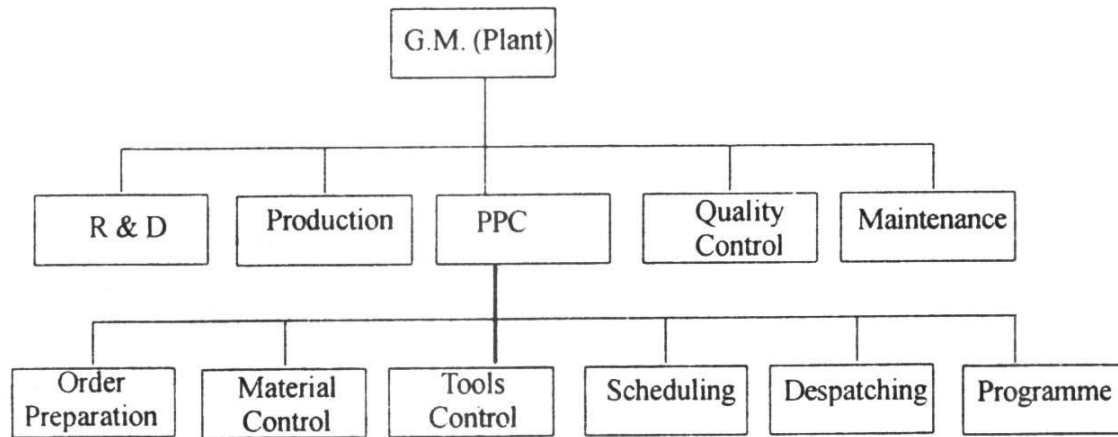 G.M. (Plant)
R & D
Production
PPC
Quality
Control
Maintenance
Order
Preparation
Material
Control
Tools
Control
Scheduling
Despatching
Programme